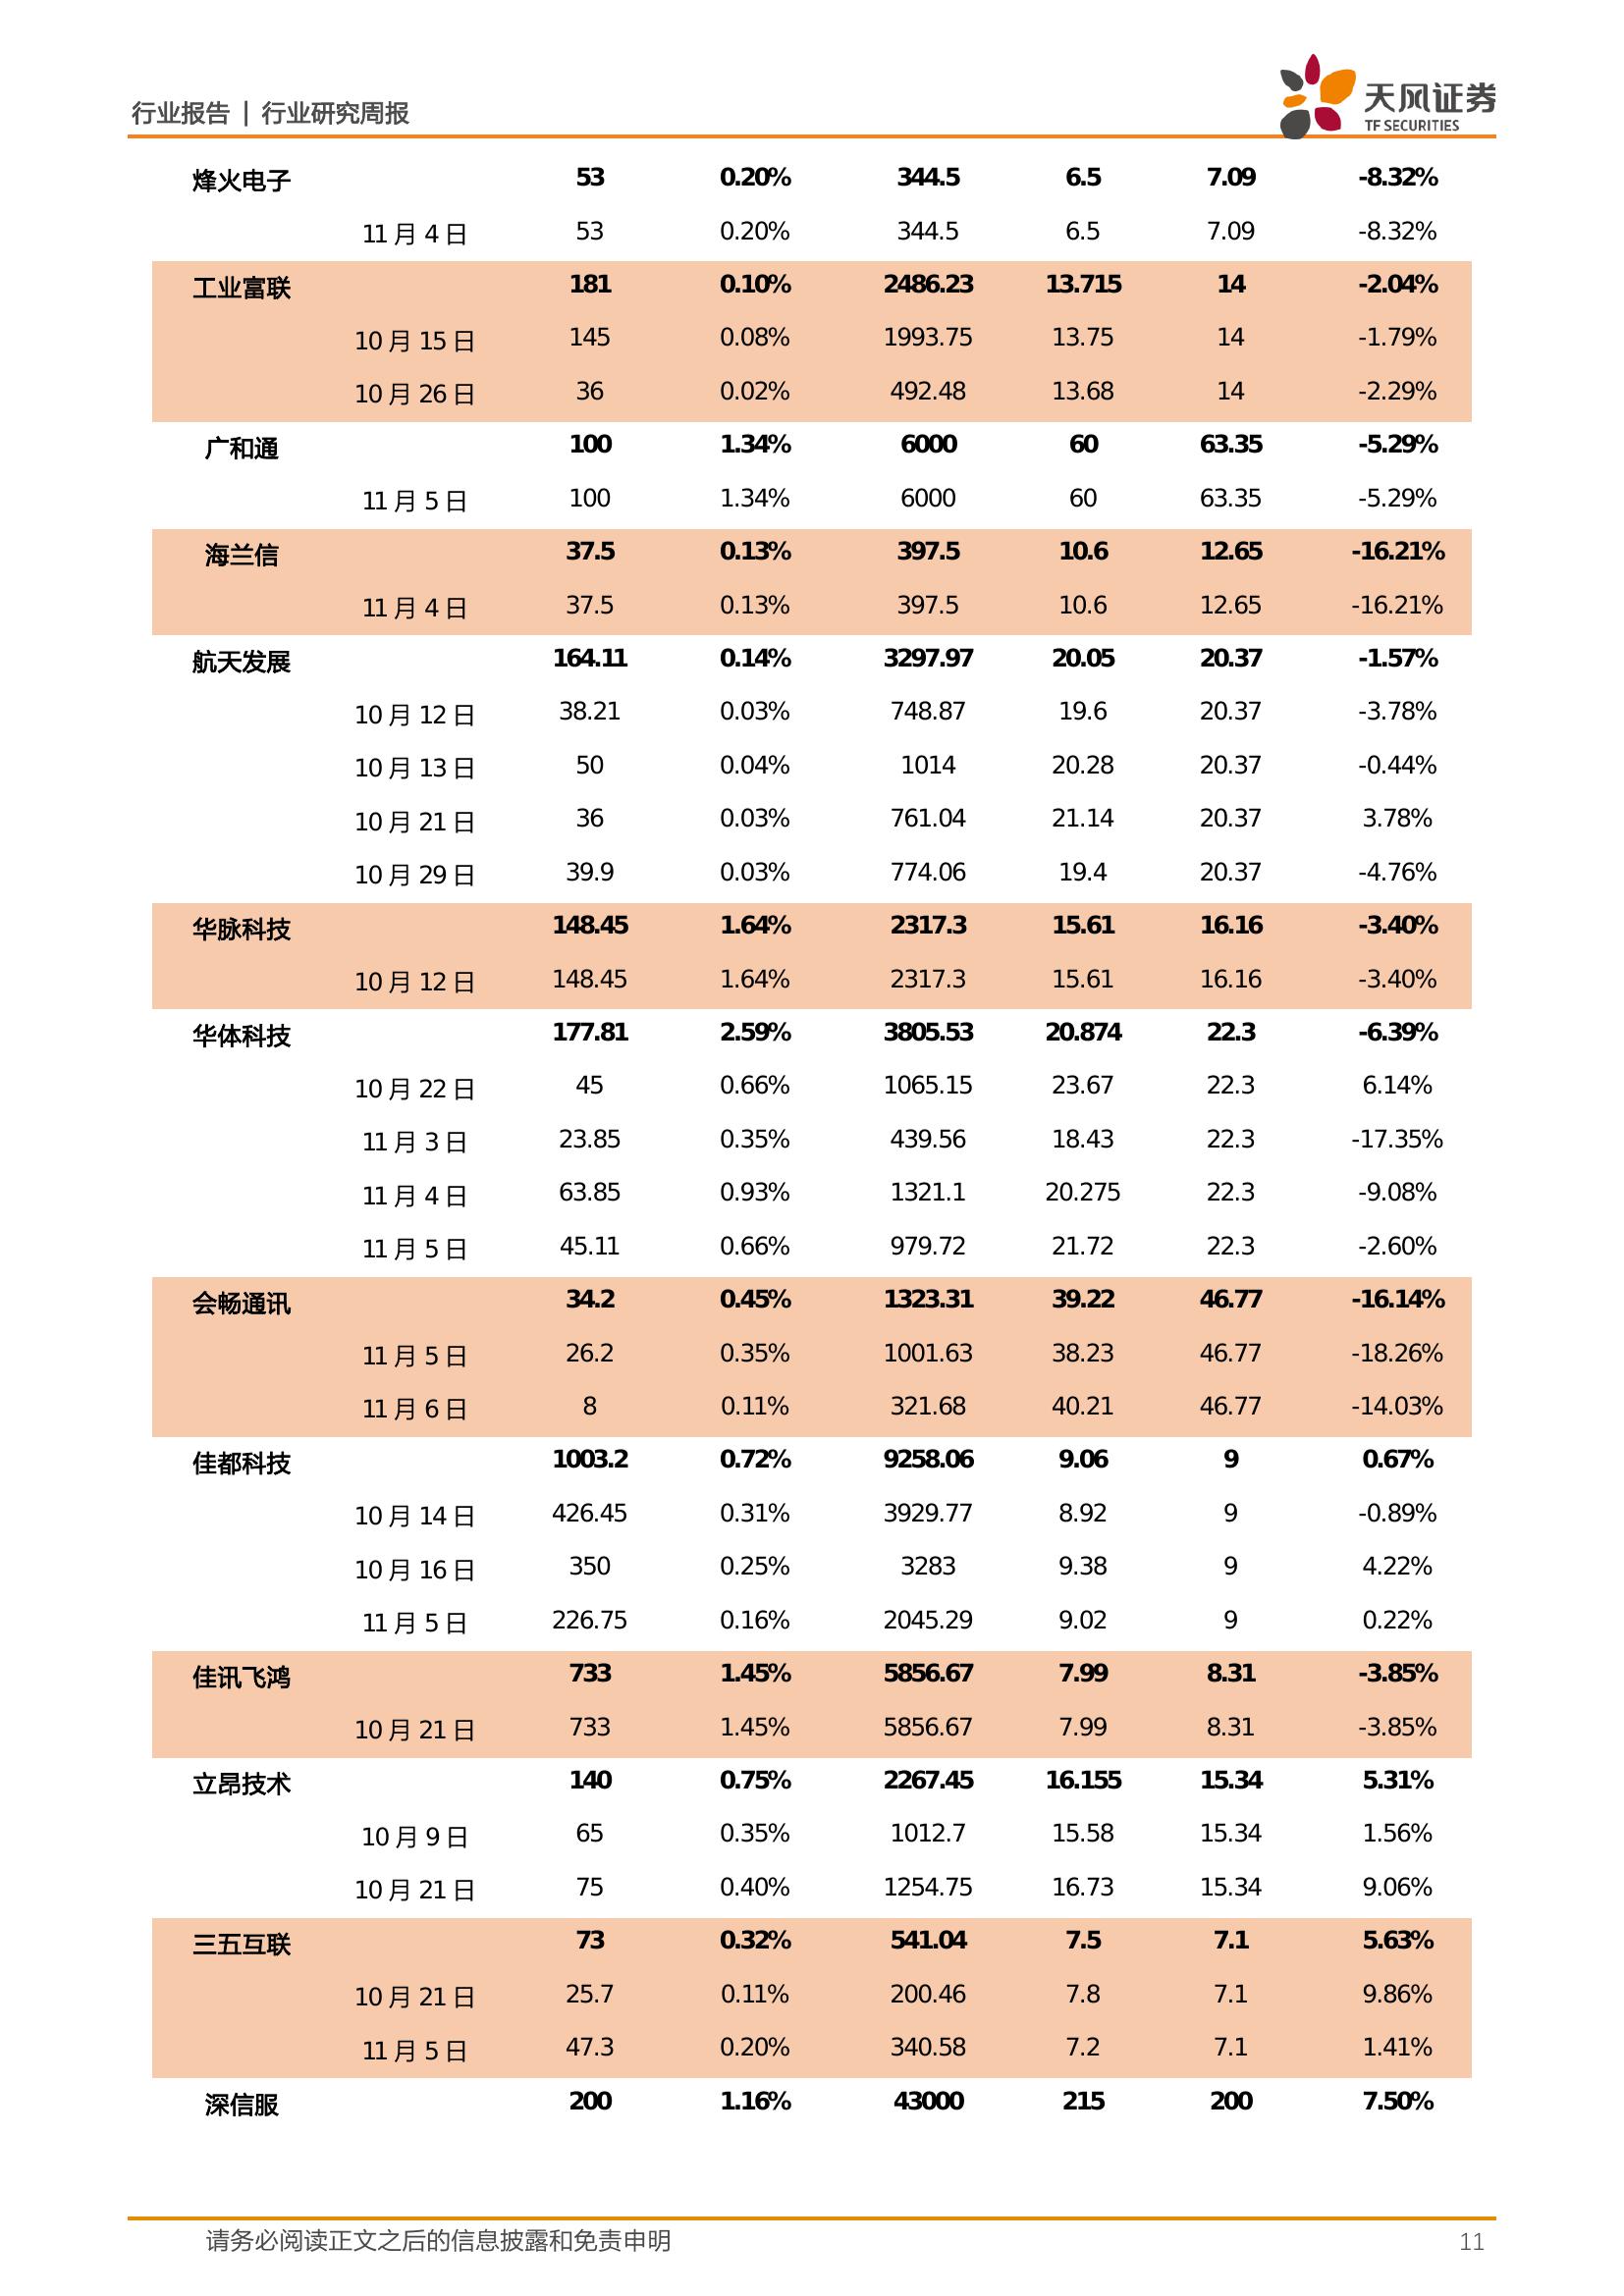 行业报告 | 行业研究周报
天风证券
TF SECURITIES
烽火电子 53 0.20% 344.5 6.5 7.09 -8.32%
11 月 4 日 53 0.20% 344.5 6.5 7.09 -8.32%
工业富联 181 0.10% 2486.23 13.715 14 -2.04%
10 月 15 日 145 0.08% 1993.75 13.75 14 -1.79%
10 月 26 日 36 0.02% 492.48 13.68 14 -2.29%
广和通 100 1.34% 6000 60 63.35 -5.29%
11 月 5 日 100 1.34% 6000 60 63.35 -5.29%
海兰信 37.5 0.13% 397.5 10.6 12.65 -16.21%
11 月 4 日 37.5 0.13% 397.5 10.6 12.65 -16.21%
航天发展 164.11 0.14% 3297.97 20.05 20.37 -1.57%
10 月 12 日 38.21 0.03% 748.87 19.6 20.37 -3.78%
10 月 13 日 50 0.04% 1014 20.28 20.37 -0.44%
10 月 21 日 36 0.03% 761.04 21.14 20.37 3.78%
10 月 29 日 39.9 0.03% 774.06 19.4 20.37 -4.76%
华脉科技 148.45 1.64% 2317.3 15.61 16.16 -3.40%
10 月 12 日 148.45 1.64% 2317.3 15.61 16.16 -3.40%
华体科技 177.81 2.59% 3805.53 20.874 22.3 -6.39%
10 月 22 日 45 0.66% 1065.15 23.67 22.3 6.14%
11 月 3 日 23.85 0.35% 439.56 18.43 22.3 -17.35%
11 月 4 日 63.85 0.93% 1321.1 20.275 22.3 -9.08%
11 月 5 日 45.11 0.66% 979.72 21.72 22.3 -2.60%
会畅通讯 34.2 0.45% 1323.31 39.22 46.77 -16.14%
11 月 5 日 26.2 0.35% 1001.63 38.23 46.77 -18.26%
11 月 6 日 8 0.11% 321.68 40.21 46.77 -14.03%
佳都科技 1003.2 0.72% 9258.06 9.06 9 0.67%
10 月 14 日 426.45 0.31% 3929.77 8.92 9 -0.89%
10 月 16 日 350 0.25% 3283 9.38 9 4.22%
11 月 5 日 226.75 0.16% 2045.29 9.02 9 0.22%
佳讯飞鸿 733 1.45% 5856.67 7.99 8.31 -3.85%
10 月 21 日 733 1.45% 5856.67 7.99 8.31 -3.85%
立昂技术 140 0.75% 2267.45 16.155 15.34 5.31%
10 月 9 日 65 0.35% 1012.7 15.58 15.34 1.56%
10 月 21 日 75 0.40% 1254.75 16.73 15.34 9.06%
三五互联 73 0.32% 541.04 7.5 7.1 5.63%
10 月 21 日 25.7 0.11% 200.46 7.8 7.1 9.86%
11 月 5 日 47.3 0.20% 340.58 7.2 7.1 1.41%
深信服 200 1.16% 43000 215 200 7.50%
请务必阅读正文之后的信息披露和免责申明 11